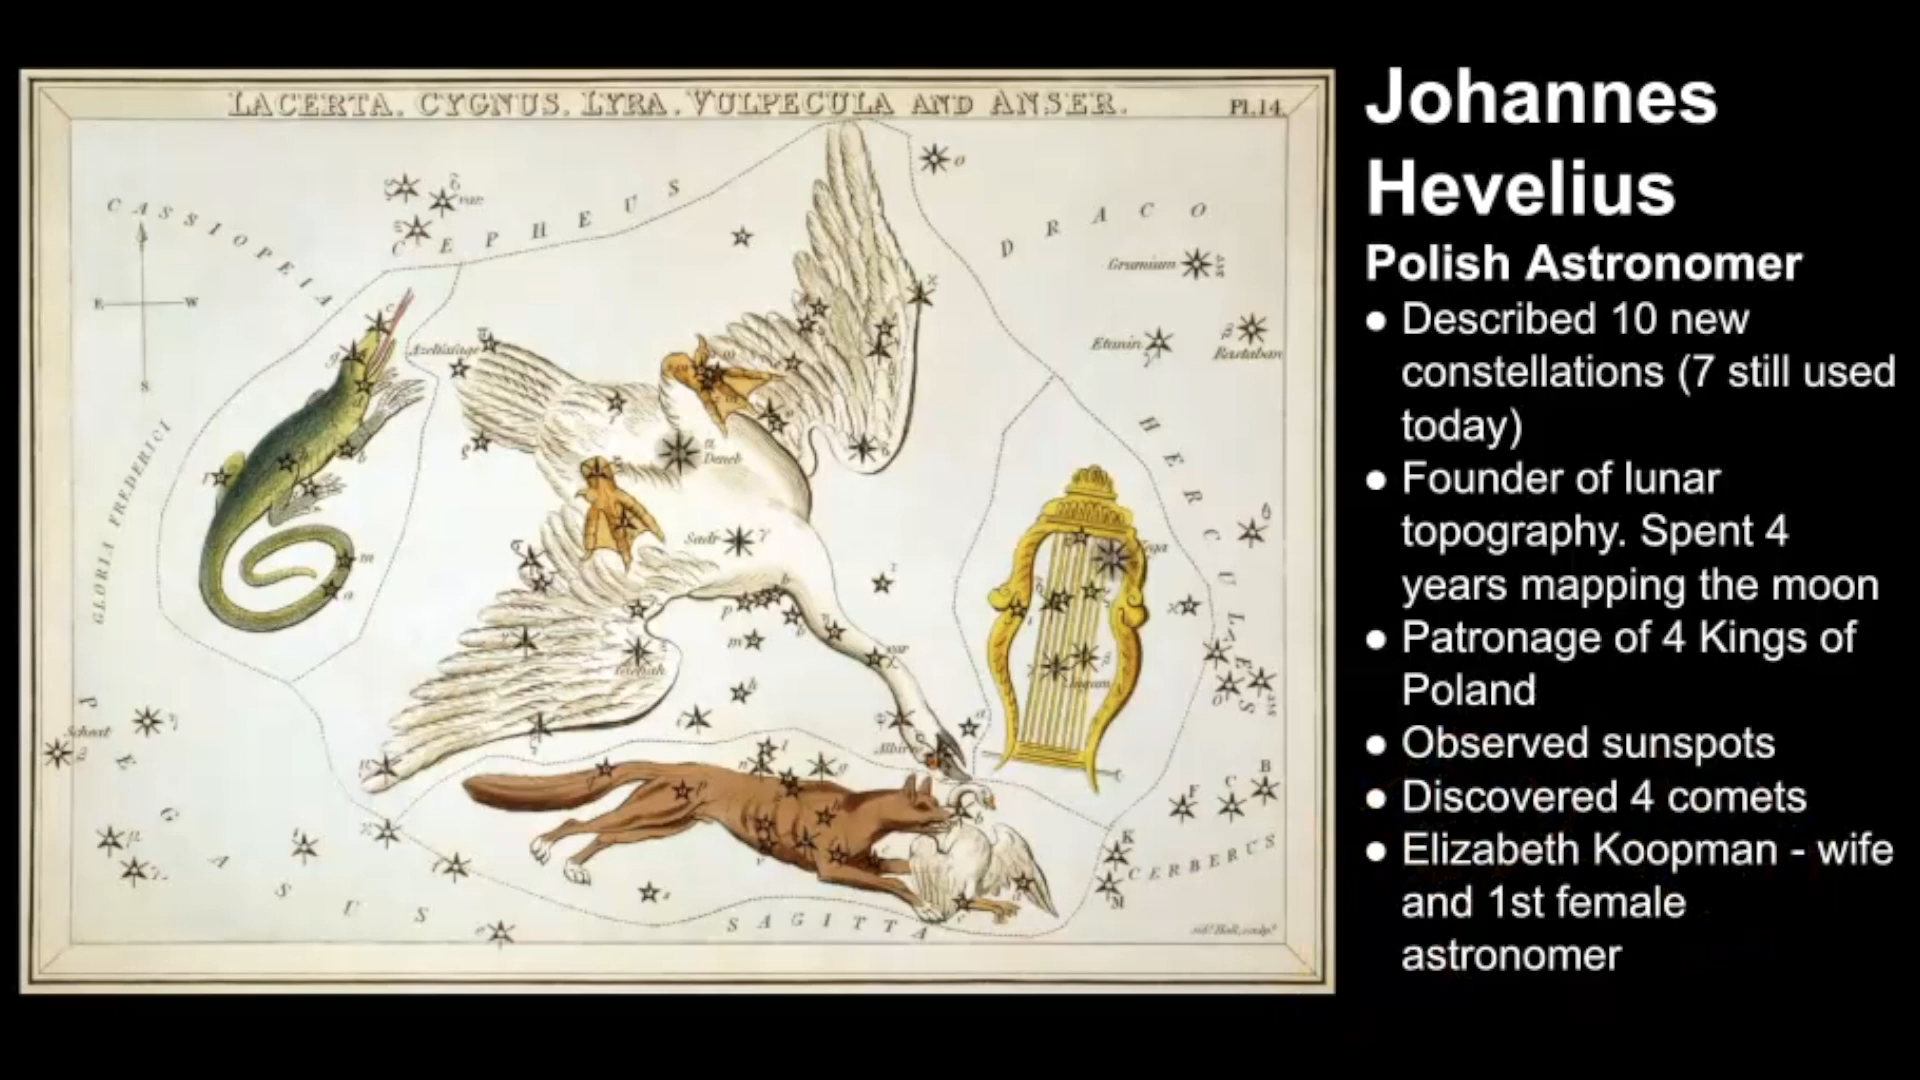 LACERTA, CYGNUS, LYRA, VULPECULA AND ANSER.
Pl. 14.
CASSIOPEIA
CEPHEUS
DRACO
HERCULES
CERBERUS
SAGITTA
PEGASUS
GLORIA FREDERICI
E
W
S
Grumium
Etanin
Rastaban
Azelfafage
Deneb
Sadr
Vega
Albireo
Scheat
var
F
C
B
K
M
Johannes
Hevelius
Polish Astronomer
● Described 10 new
constellations (7 still used
today)
● Founder of lunar
topography. Spent 4
years mapping the moon
● Patronage of 4 Kings of
Poland
● Observed sunspots
● Discovered 4 comets
● Elizabeth Koopman - wife
and 1st female
astronomer